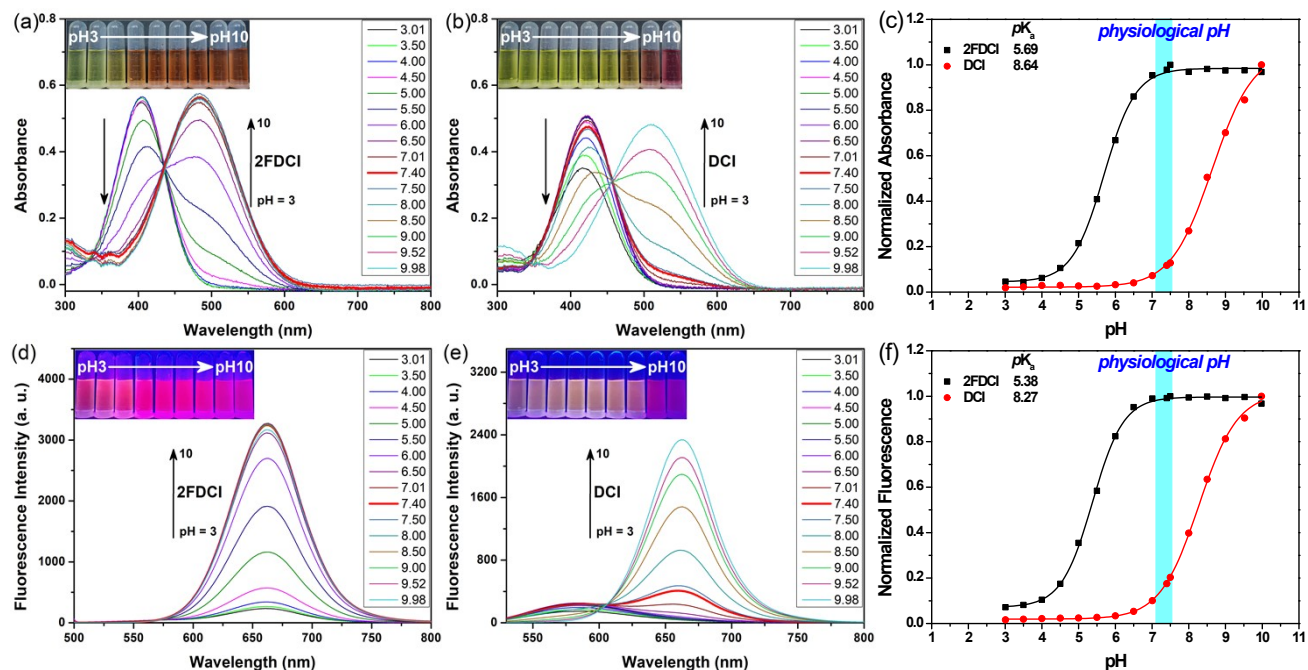 (a)
pH3
pH10
2FDCI
10
pH = 3
Absorbance
0.8
0.6
0.4
0.2
0.0
300
400
500
600
700
800
Wavelength (nm)
3.01
3.50
4.00
4.50
5.00
5.50
6.00
6.50
7.01
7.40
7.50
8.00
8.50
9.00
9.52
9.98
(b)
pH3
pH10
DCI
10
pH = 3
Absorbance
0.8
0.6
0.4
0.2
0.0
300
400
500
600
700
800
Wavelength (nm)
3.01
3.50
4.00
4.50
5.00
5.50
6.00
6.50
7.01
7.40
7.50
8.00
8.50
9.00
9.52
9.98
(c)
physiological pH
pKa
2FDCI 5.69
DCI 8.64
Normalized Absorbance
1.2
1.0
0.8
0.6
0.4
0.2
0.0
1 2 3 4 5 6 7 8 9 10 11
pH
(d)
pH3
pH10
2FDCI
10
pH = 3
Fluorescence Intensity (a. u.)
4000
3000
2000
1000
0
500
550
600
650
700
750
800
Wavelength (nm)
3.01
3.50
4.00
4.50
5.00
5.50
6.00
6.50
7.01
7.40
7.50
8.00
8.50
9.00
9.52
9.98
(e)
pH3
pH10
DCI
10
pH = 3
Fluorescence Intensity (a. u.)
3200
2400
1600
800
0
550
600
650
700
750
800
Wavelength (nm)
3.01
3.50
4.00
4.50
5.00
5.50
6.00
6.50
7.01
7.40
7.50
8.00
8.50
9.00
9.52
9.98
(f)
physiological pH
pKa
2FDCI 5.38
DCI 8.27
Normalized Fluorescence
1.2
1.0
0.8
0.6
0.4
0.2
0.0
1 2 3 4 5 6 7 8 9 10 11
pH